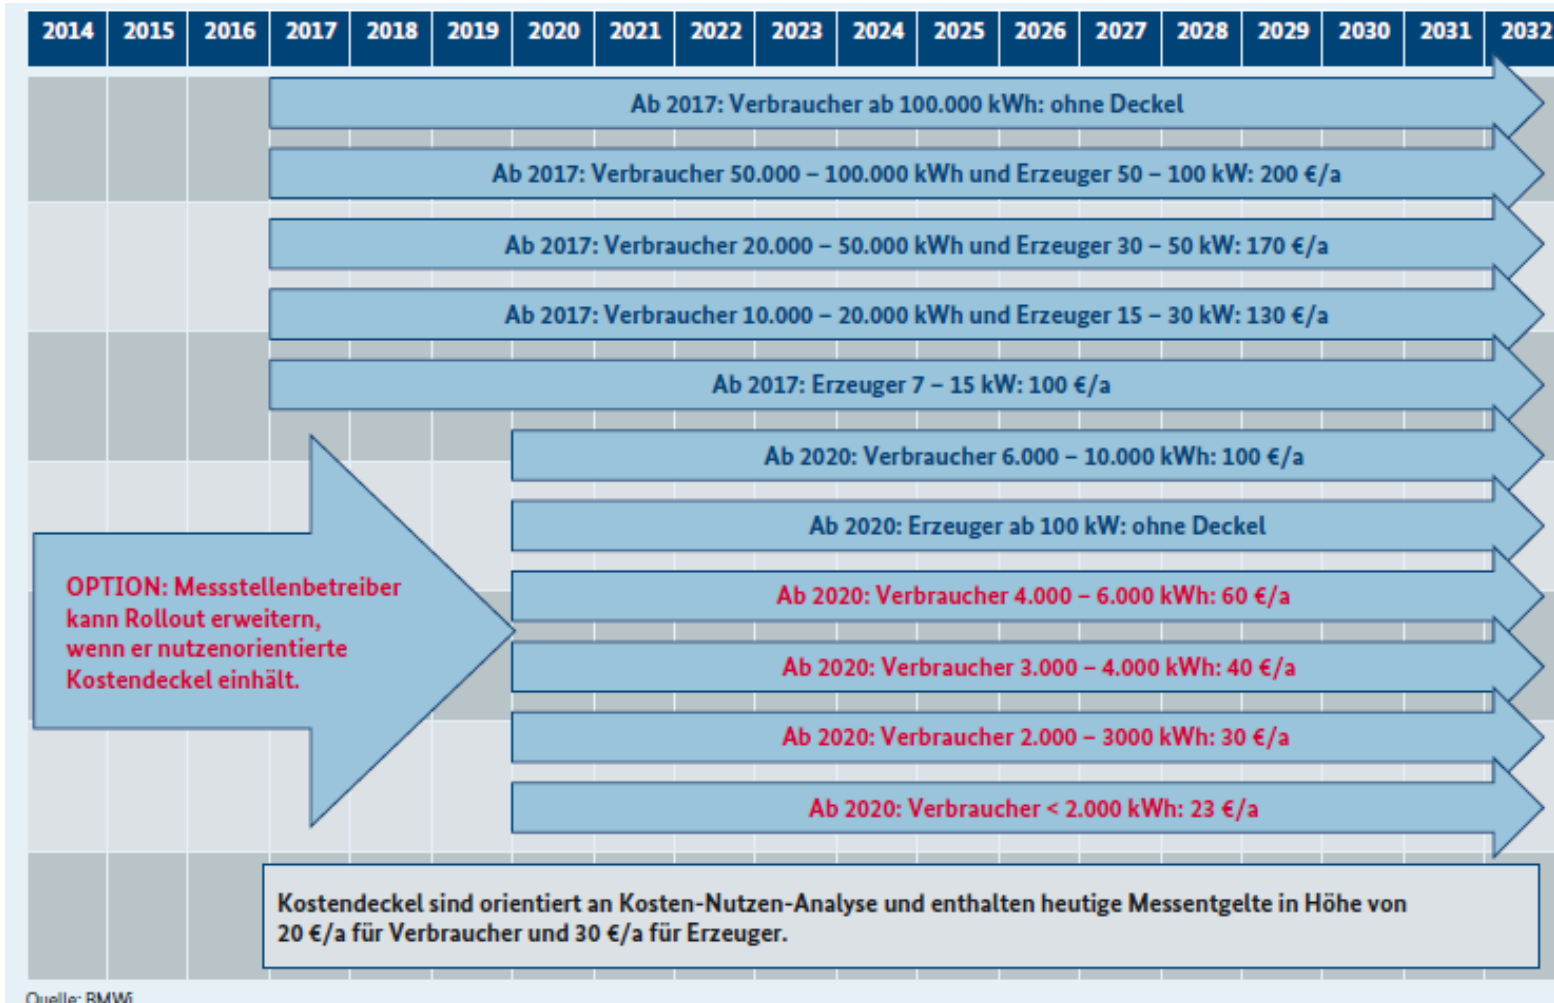 2014 2015 2016 2017 2018 2019 2020 2021 2022 2023 2024 2025 2026 2027 2028 2029 2030 2031 2032
Ab 2017: Verbraucher ab 100.000 kWh: ohne Deckel
Ab 2017: Verbraucher 50.000 – 100.000 kWh und Erzeuger 50 – 100 kW: 200 €/a
Ab 2017: Verbraucher 20.000 – 50.000 kWh und Erzeuger 30 – 50 kW: 170 €/a
Ab 2017: Verbraucher 10.000 – 20.000 kWh und Erzeuger 15 – 30 kW: 130 €/a
Ab 2017: Erzeuger 7 – 15 kW: 100 €/a
Ab 2020: Verbraucher 6.000 – 10.000 kWh: 100 €/a
Ab 2020: Erzeuger ab 100 kW: ohne Deckel
OPTION: Messstellenbetreiber
kann Rollout erweitern,
wenn er nutzenorientierte
Kostendeckel einhält.
Ab 2020: Verbraucher 4.000 – 6.000 kWh: 60 €/a
Ab 2020: Verbraucher 3.000 – 4.000 kWh: 40 €/a
Ab 2020: Verbraucher 2.000 – 3000 kWh: 30 €/a
Ab 2020: Verbraucher < 2.000 kWh: 23 €/a
Kostendeckel sind orientiert an Kosten-Nutzen-Analyse und enthalten heutige Messentgelte in Höhe von
20 €/a für Verbraucher und 30 €/a für Erzeuger.
Quelle: BMWi